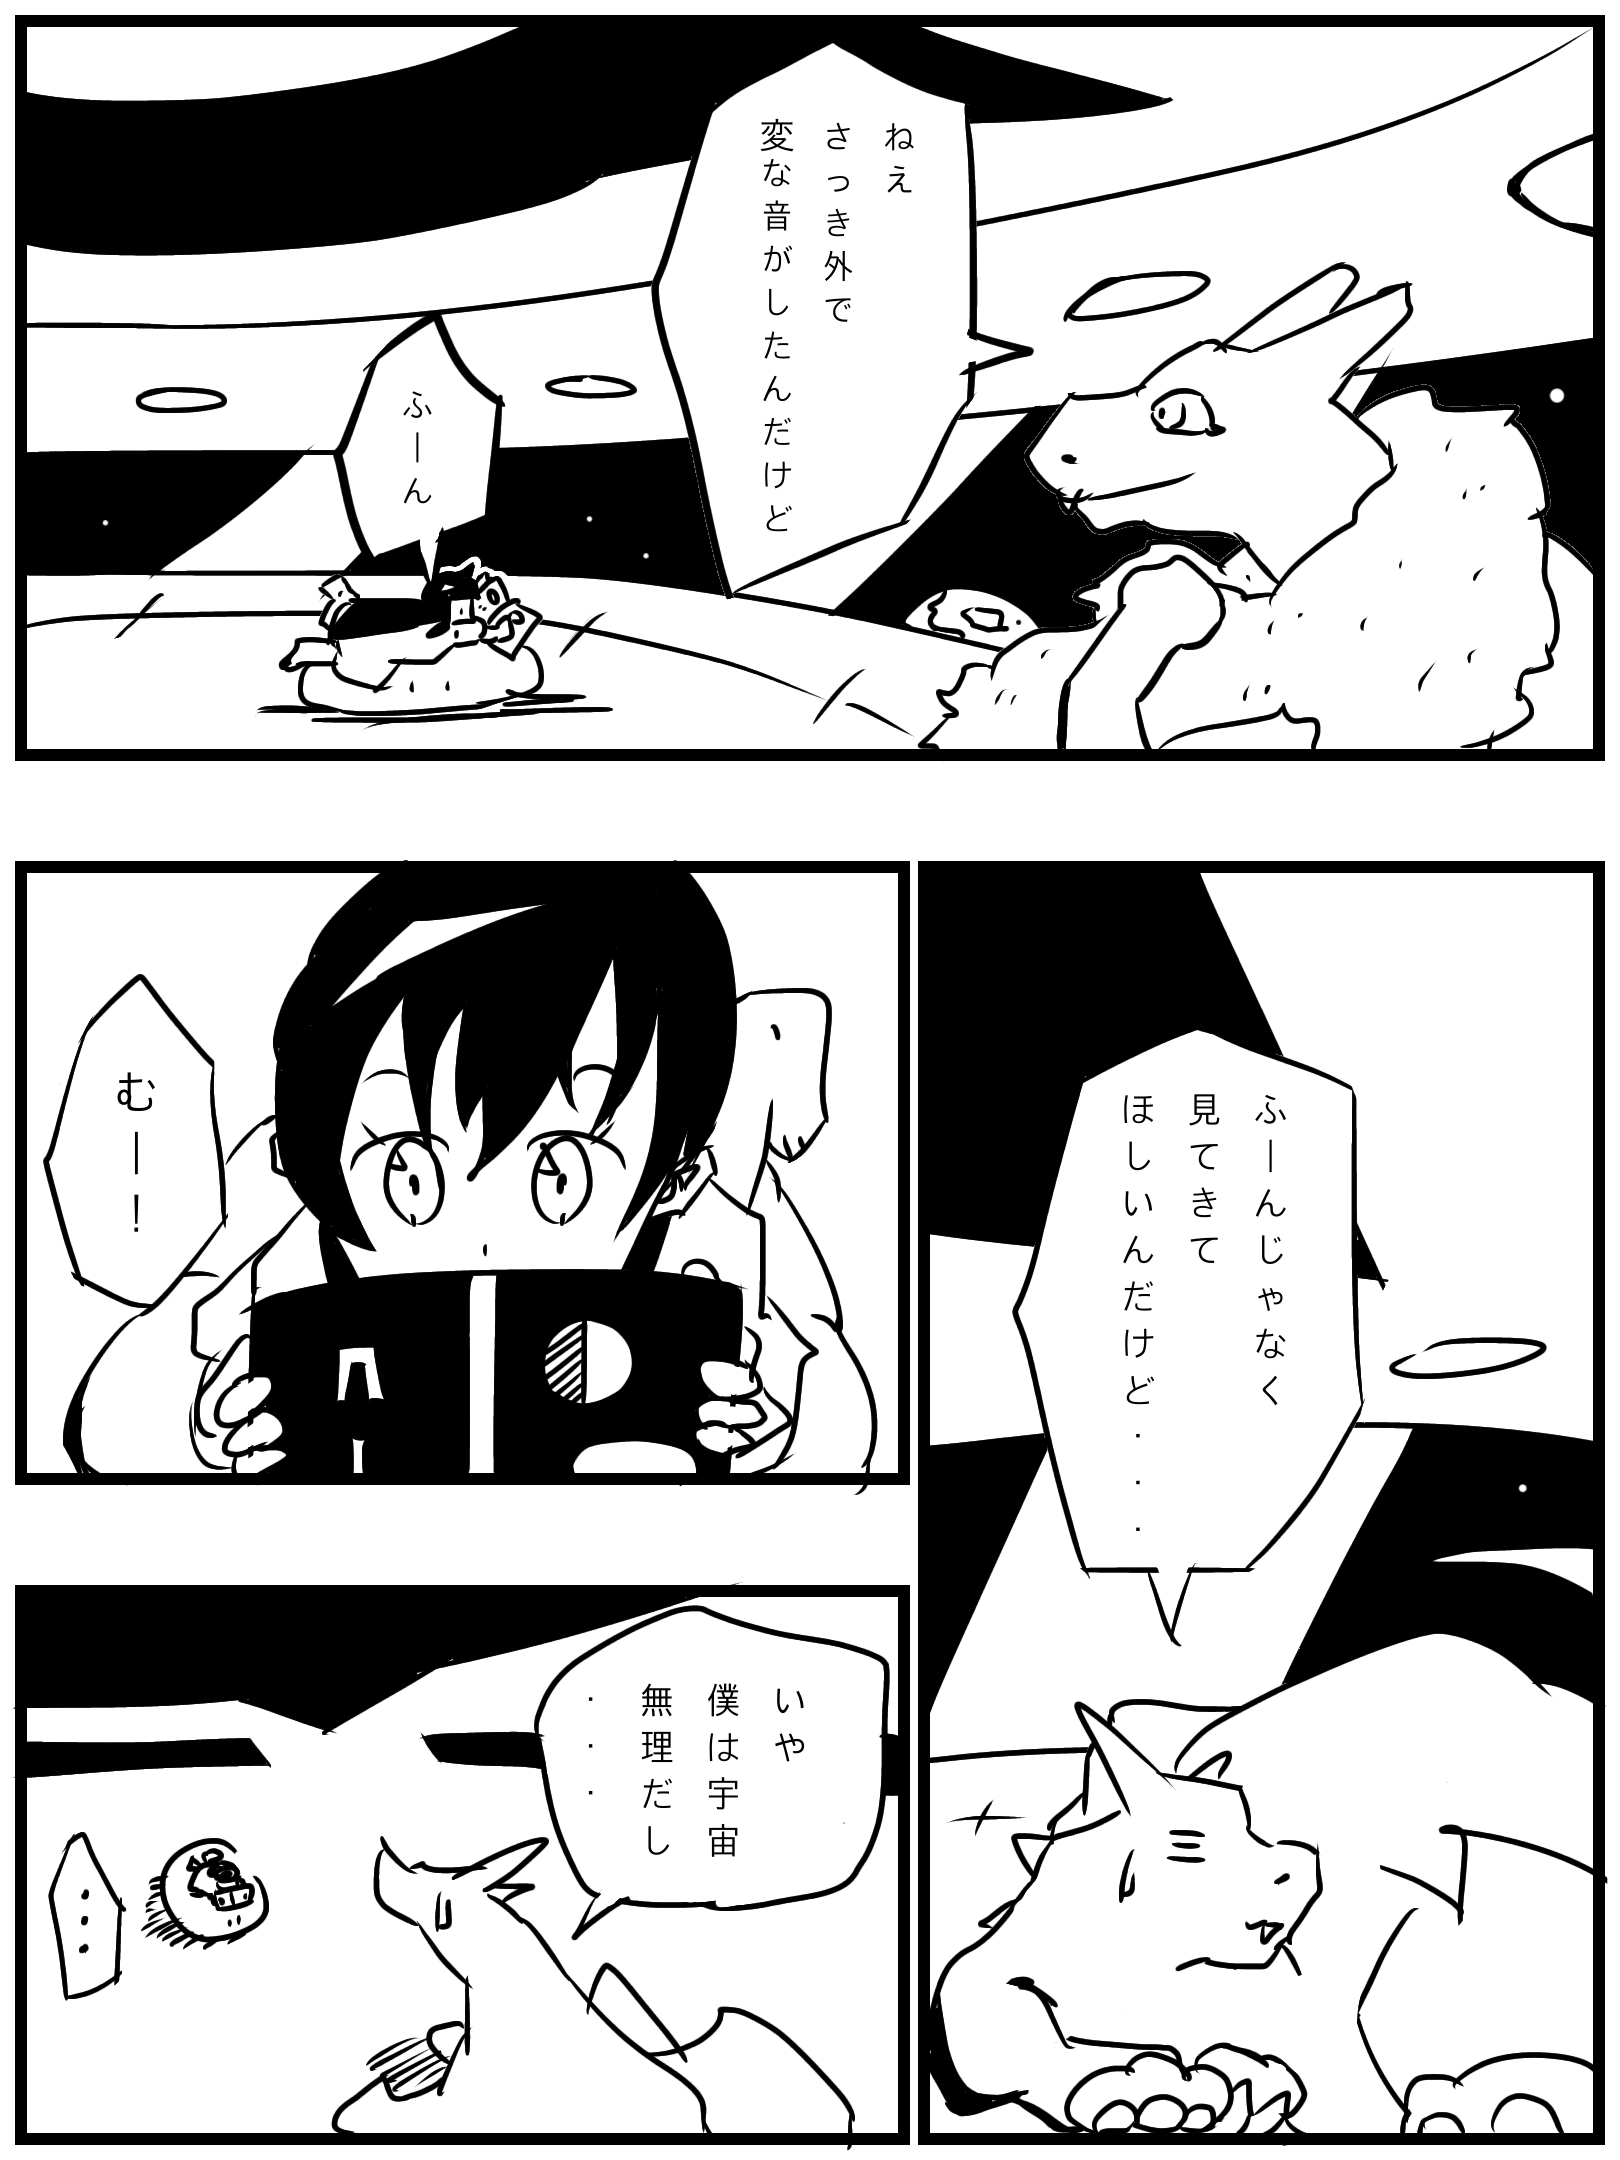 ねえ
さっき外で
変な音がしたんだけど
ふーん
ふーんじゃなく
見てきて
ほしいんだけど...
むー!
いや
僕は宇宙
無理だし
...
...